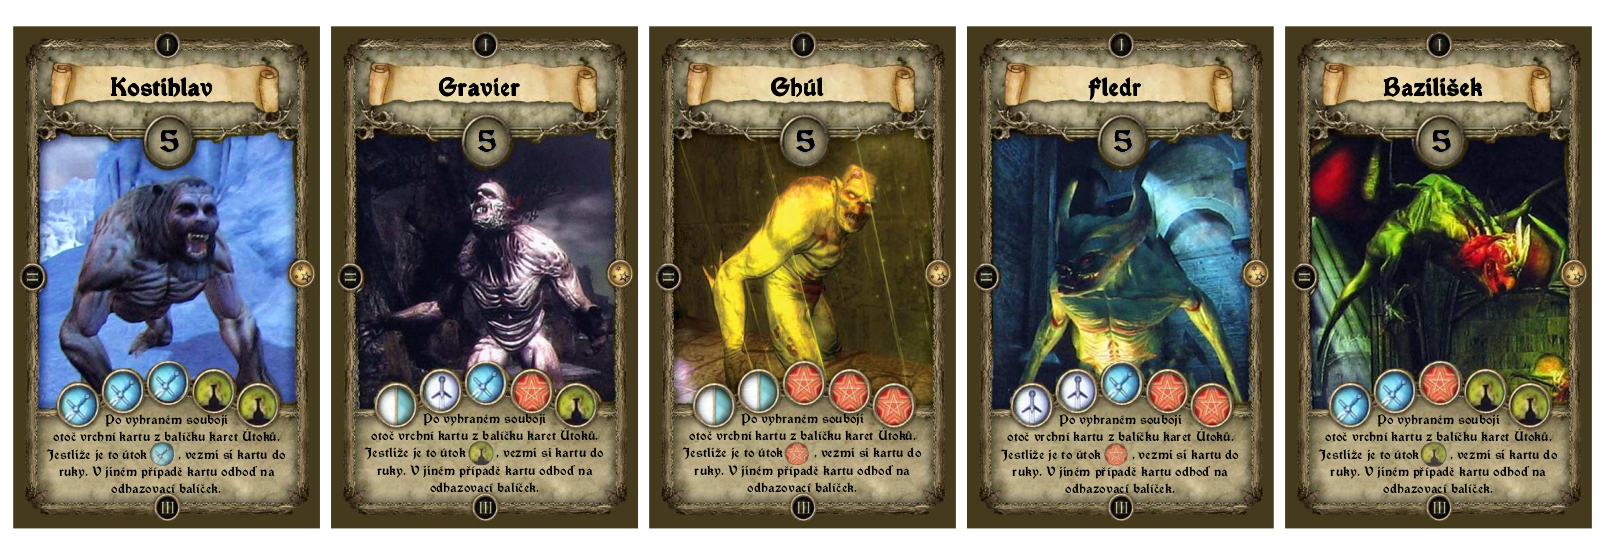 I
Kostihlav
5
II
Po vyhraném souboji
otoč vrchní kartu z balíčku karet Útoků.
Jestliže je to útok , vezmi si kartu do
ruky. V jiném případě kartu odhoď na
odhazovací balíček.
III
I
Gravier
5
II
Po vyhraném souboji
otoč vrchní kartu z balíčku karet Útoků.
Jestliže je to útok , vezmi si kartu do
ruky. V jiném případě kartu odhoď na
odhazovací balíček.
III
I
Ghúl
5
II
Po vyhraném souboji
otoč vrchní kartu z balíčku karet Útoků.
Jestliže je to útok , vezmi si kartu do
ruky. V jiném případě kartu odhoď na
odhazovací balíček.
III
I
Fledr
5
II
Po vyhraném souboji
otoč vrchní kartu z balíčku karet Útoků.
Jestliže je to útok , vezmi si kartu do
ruky. V jiném případě kartu odhoď na
odhazovací balíček.
III
I
Bazilišek
5
II
Po vyhraném souboji
otoč vrchní kartu z balíčku karet Útoků.
Jestliže je to útok , vezmi si kartu do
ruky. V jiném případě kartu odhoď na
odhazovací balíček.
III